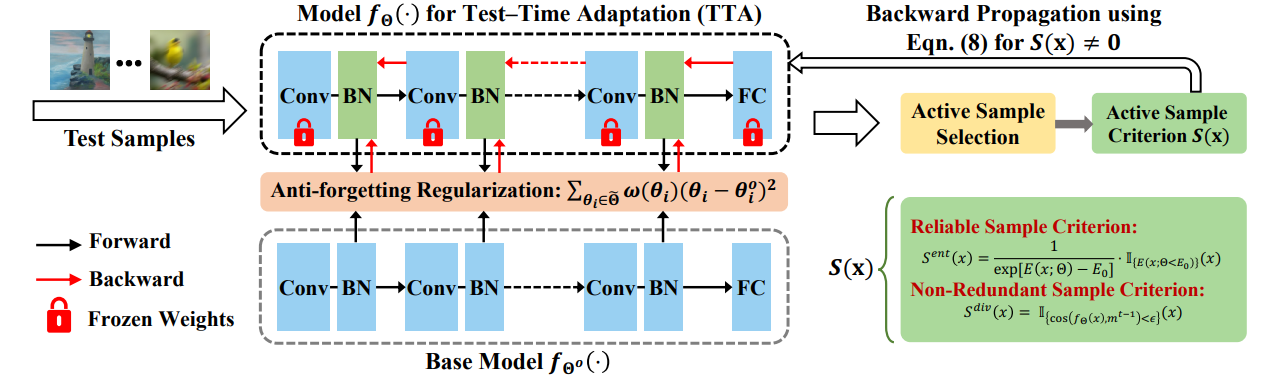 Model $f_\Theta(\cdot)$ for Test–Time Adaptation (TTA)
Backward Propagation using
Eqn. (8) for $S(\mathbf{x}) \neq 0$
Test Samples
Conv BN Conv BN Conv BN FC
Active Sample
Selection
Active Sample
Criterion $S(\mathbf{x})$
Anti-forgetting Regularization: $\sum_{\theta_i \in \widetilde{\Theta}} \omega(\theta_i)(\theta_i - \theta_i^o)^2$
Forward
Backward
Frozen Weights
Conv BN Conv BN Conv BN FC
Base Model $f_{\Theta^o}(\cdot)$
$S(\mathbf{x})$
Reliable Sample Criterion:
$S^{ent}(x) = \frac{1}{\exp[E(x;\Theta) - E_0]} \cdot \mathbb{I}_{\{E(x;\Theta<E_0)\}}(x)$
Non-Redundant Sample Criterion:
$S^{div}(x) = \mathbb{I}_{\{\cos(f_\Theta(x),m^{t-1})<\epsilon\}}(x)$